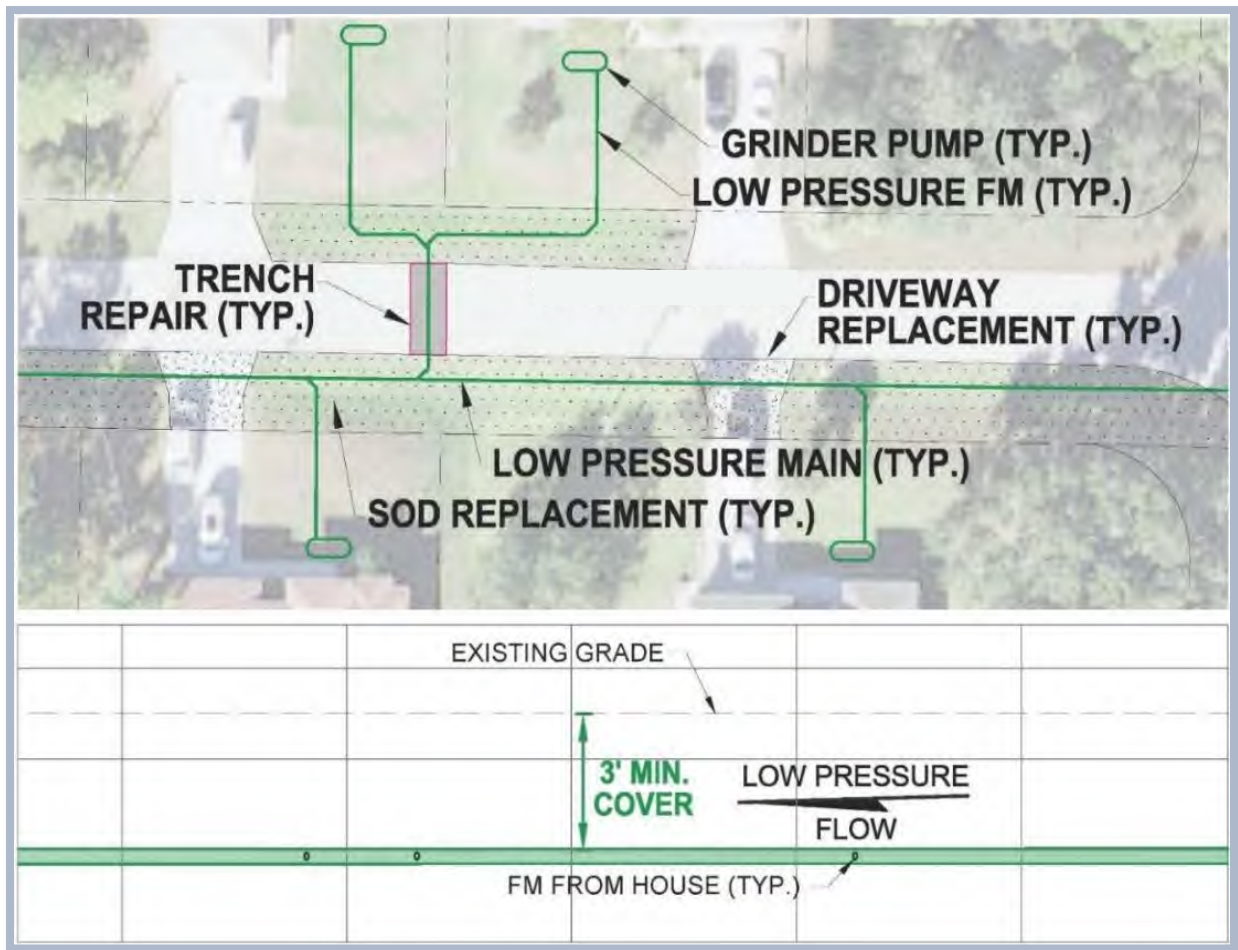 GRINDER PUMP (TYP.)
LOW PRESSURE FM (TYP.)
TRENCH
REPAIR (TYP.)
DRIVEWAY
REPLACEMENT (TYP.)
LOW PRESSURE MAIN (TYP.)
SOD REPLACEMENT (TYP.)
EXISTING GRADE
3' MIN.
COVER
LOW PRESSURE
FLOW
FM FROM HOUSE (TYP.)